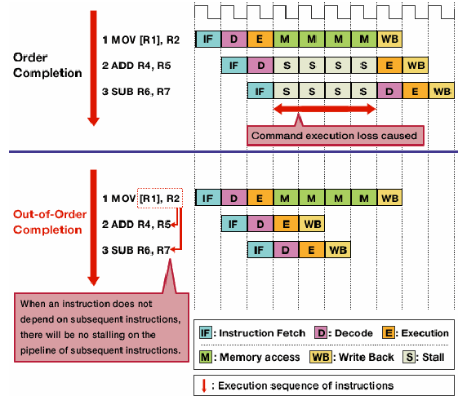 Order
Completion
1 MOV [R1], R2
IF D E M M M M WB
2 ADD R4, R5
IF D S S S S E WB
3 SUB R6, R7
IF S S S S D E WB
Command execution loss caused
Out-of-Order
Completion
1 MOV [R1], R2
IF D E M M M M WB
2 ADD R4, R5
IF D E WB
3 SUB R6, R7
IF D E WB
When an instruction does not
depend on subsequent instructions,
there will be no stalling on the
pipeline of subsequent instructions.
IF: Instruction Fetch D: Decode E: Execution
M: Memory access WB: Write Back S: Stall
: Execution sequence of instructions